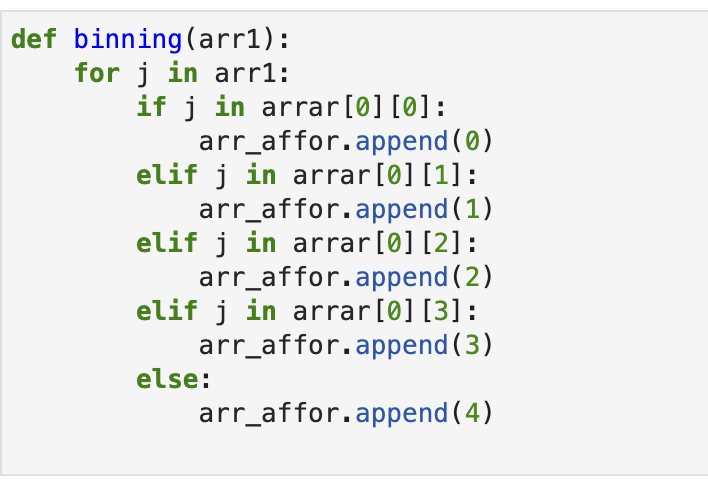 def binning(arr1):
    for j in arr1:
        if j in arrar[0][0]:
            arr_affor.append(0)
        elif j in arrar[0][1]:
            arr_affor.append(1)
        elif j in arrar[0][2]:
            arr_affor.append(2)
        elif j in arrar[0][3]:
            arr_affor.append(3)
        else:
            arr_affor.append(4)